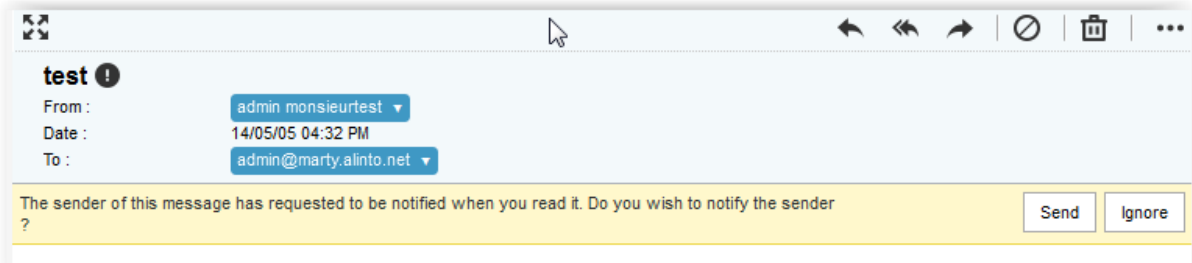 test
From :
admin monsieurtest
Date :
14/05/05 04:32 PM
To :
admin@marty.alinto.net
The sender of this message has requested to be notified when you read it. Do you wish to notify the sender
?
Send
Ignore